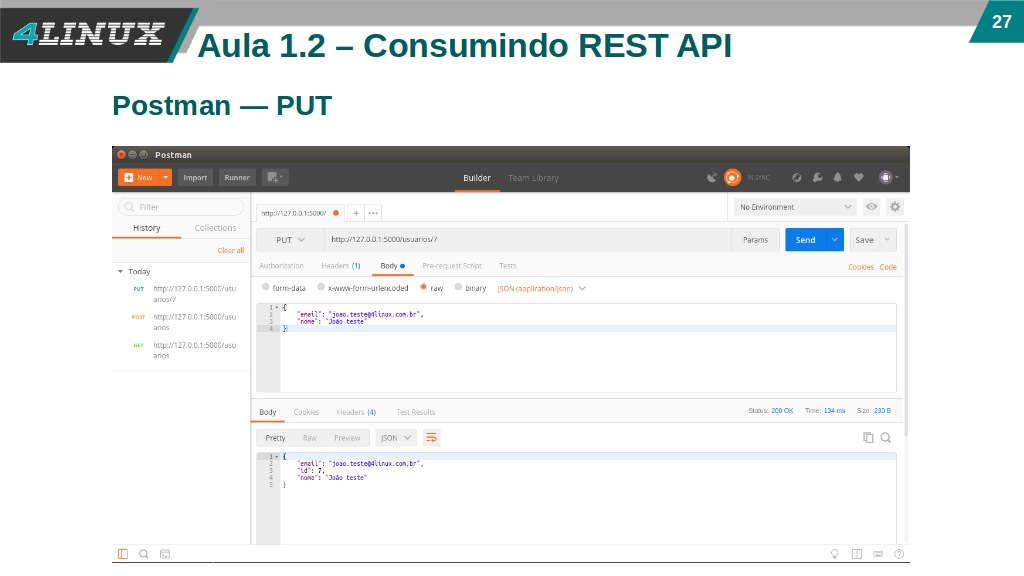 4LINUX
27
Aula 1.2 – Consumindo REST API
Postman — PUT
Postman
New
Import
Runner
Builder
Team Library
IN SYNC
Filter
http://127.0.0.1:5000/
+
•••
No Environment
History
Collections
PUT
http://127.0.0.1:5000/usuarios/7
Params
Send
Save
Clear all
Authorization
Headers (1)
Body
Pre-request Script
Tests
Cookies
Code
Today
form-data
x-www-form-urlencoded
raw
binary
JSON (application/json)
PUT
http://127.0.0.1:5000/usu
arios/7
POST
http://127.0.0.1:5000/usu
arios
GET
http://127.0.0.1:5000/usu
arios
1 {
2 "email": "joao.teste@4linux.com.br",
3 "nome": "João teste"
4 }
Body
Cookies
Headers (4)
Test Results
Status: 200 OK
Time: 134 ms
Size: 230 B
Pretty
Raw
Preview
JSON
1 {
2 "email": "joao.teste@4linux.com.br",
3 "id": 7,
4 "nome": "João teste"
5 }